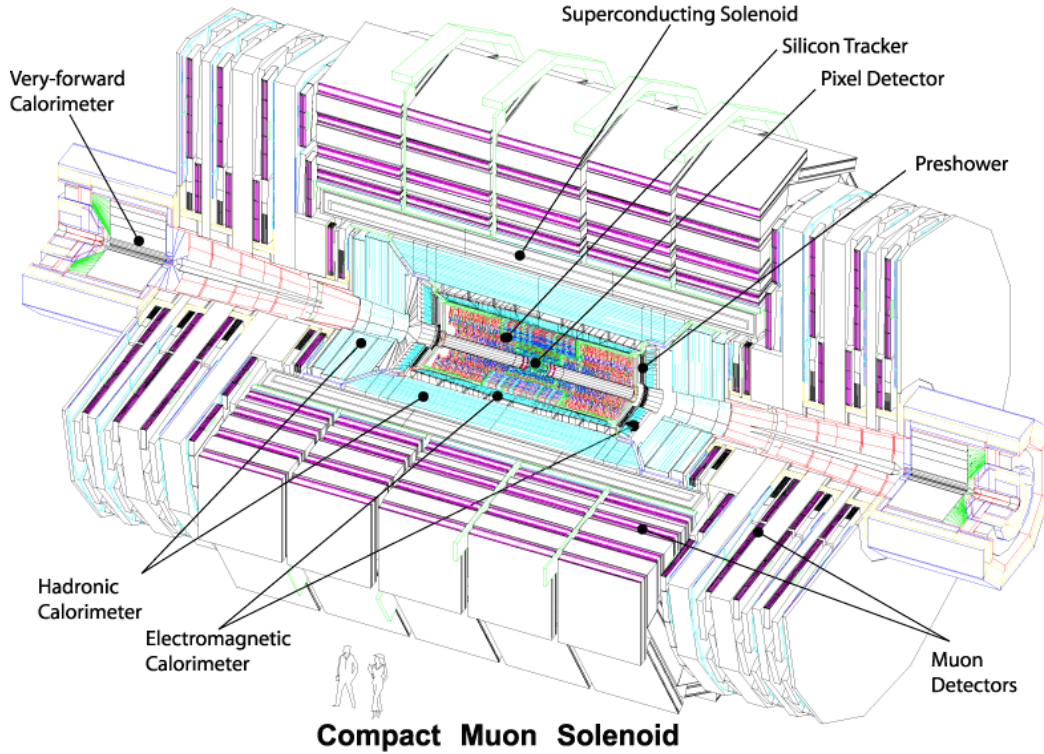 Superconducting Solenoid
Silicon Tracker
Pixel Detector
Very-forward
Calorimeter
Preshower
Hadronic
Calorimeter
Electromagnetic
Calorimeter
Muon
Detectors
Compact Muon Solenoid